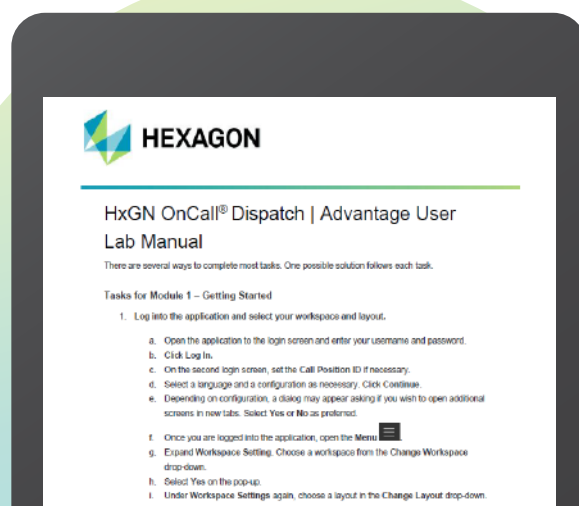 HEXAGON
HxGN OnCall® Dispatch | Advantage User
Lab Manual
There are several ways to complete most tasks. One possible solution follows each task.
Tasks for Module 1 – Getting Started
1. Log into the application and select your workspace and layout.
a. Open the application to the login screen and enter your username and password.
b. Click Log In.
c. On the second login screen, set the Call Position ID if necessary.
d. Select a language and a configuration as necessary. Click Continue.
e. Depending on configuration, a dialog may appear asking if you wish to open additional
screens in new tabs. Select Yes or No as preferred.
f. Once you are logged into the application, open the Menu
g. Expand Workspace Setting. Choose a workspace from the Change Workspace
drop-down.
h. Select Yes on the pop-up.
i. Under Workspace Settings again, choose a layout in the Change Layout drop-down.